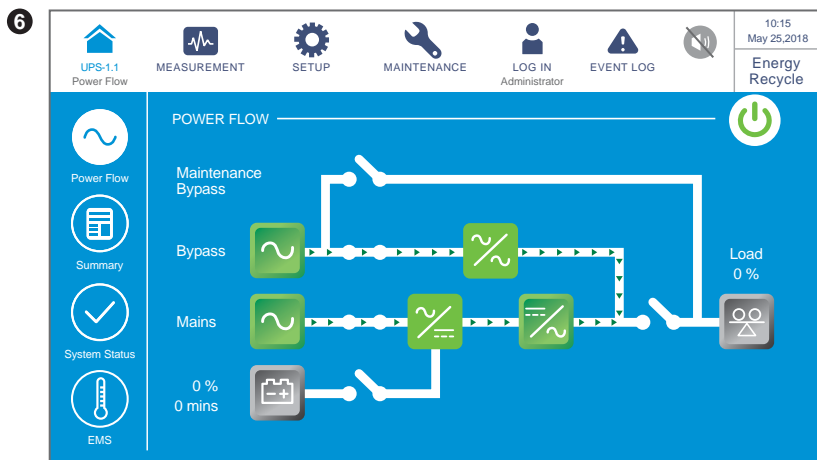 6
10:15
May 25,2018
UPS-1.1
Power Flow
MEASUREMENT
SETUP
MAINTENANCE
LOG IN
Administrator
EVENT LOG
Energy
Recycle
POWER FLOW
Power Flow
Maintenance
Bypass
Summary
Bypass
Load
0 %
Mains
System Status
0 %
0 mins
EMS